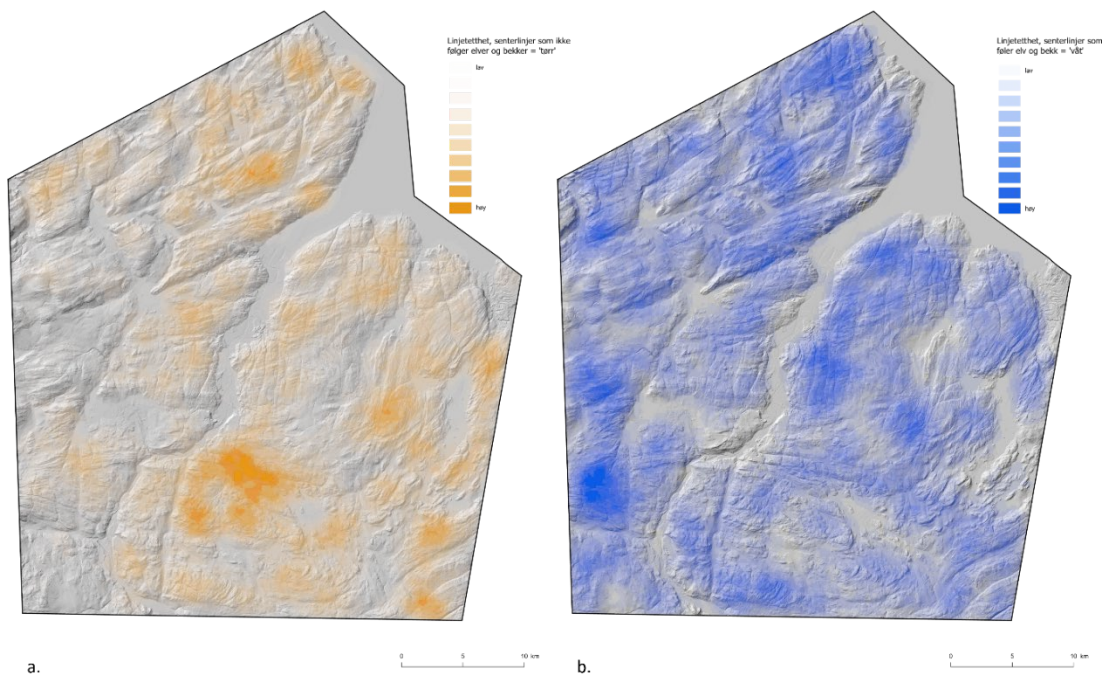 Linjetetthet, senterlinjer som ikke
følger elver og bekker = 'tørr'
lav
høy
0 5 10 km
a.
Linjetetthet, senterlinjer som
føler elv og bekk = 'våt'
lav
høy
0 5 10 km
b.